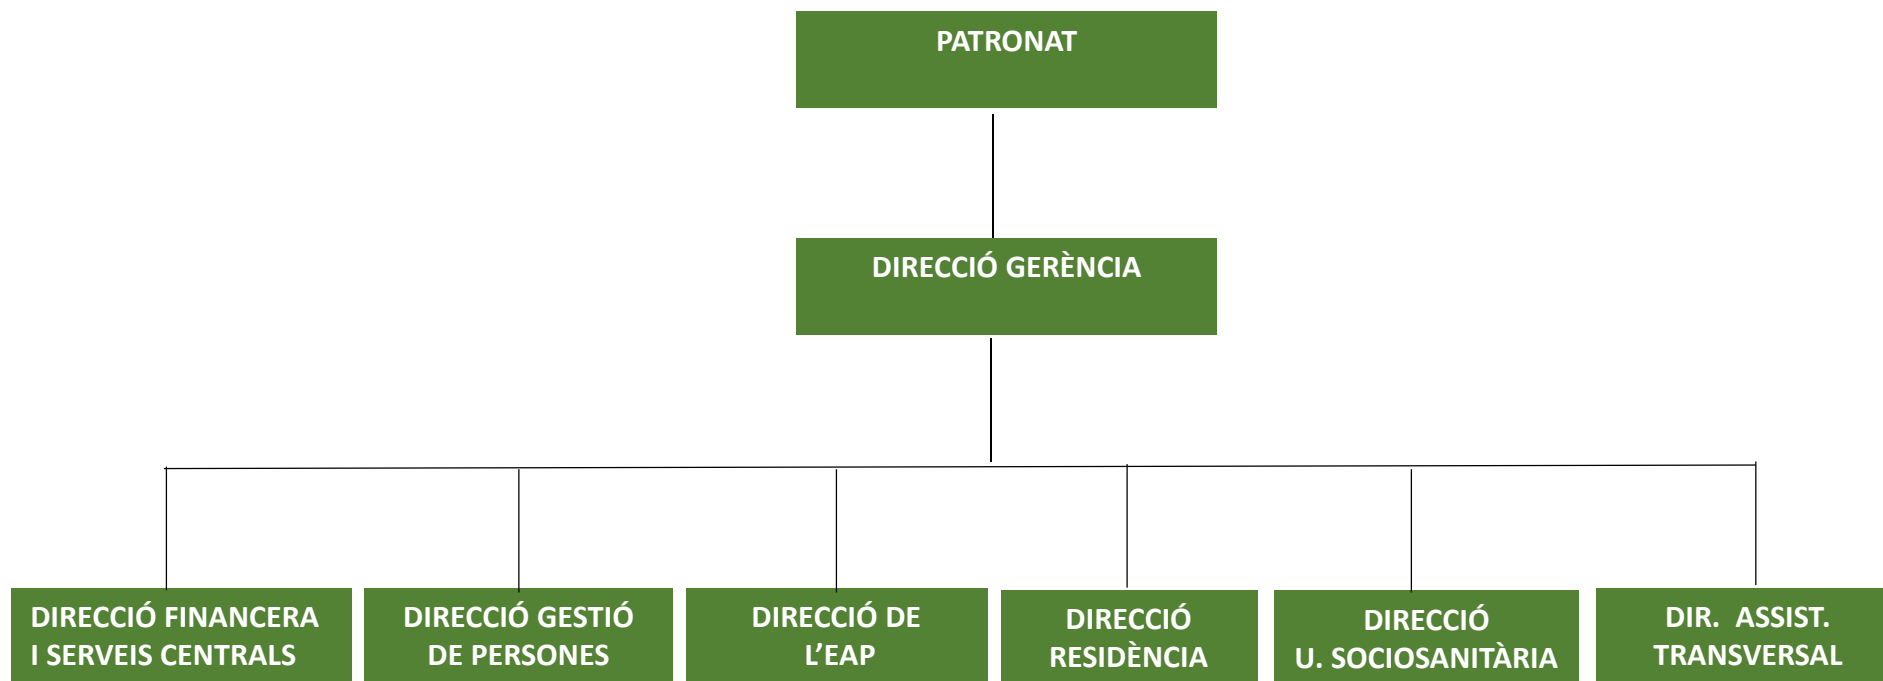 PATRONAT
DIRECCIÓ GERÈNCIA
DIRECCIÓ FINANCERA
I SERVEIS CENTRALS
DIRECCIÓ GESTIÓ
DE PERSONES
DIRECCIÓ DE
L’EAP
DIRECCIÓ
RESIDÈNCIA
DIRECCIÓ
U. SOCIOSANITÀRIA
DIR. ASSIST.
TRANSVERSAL